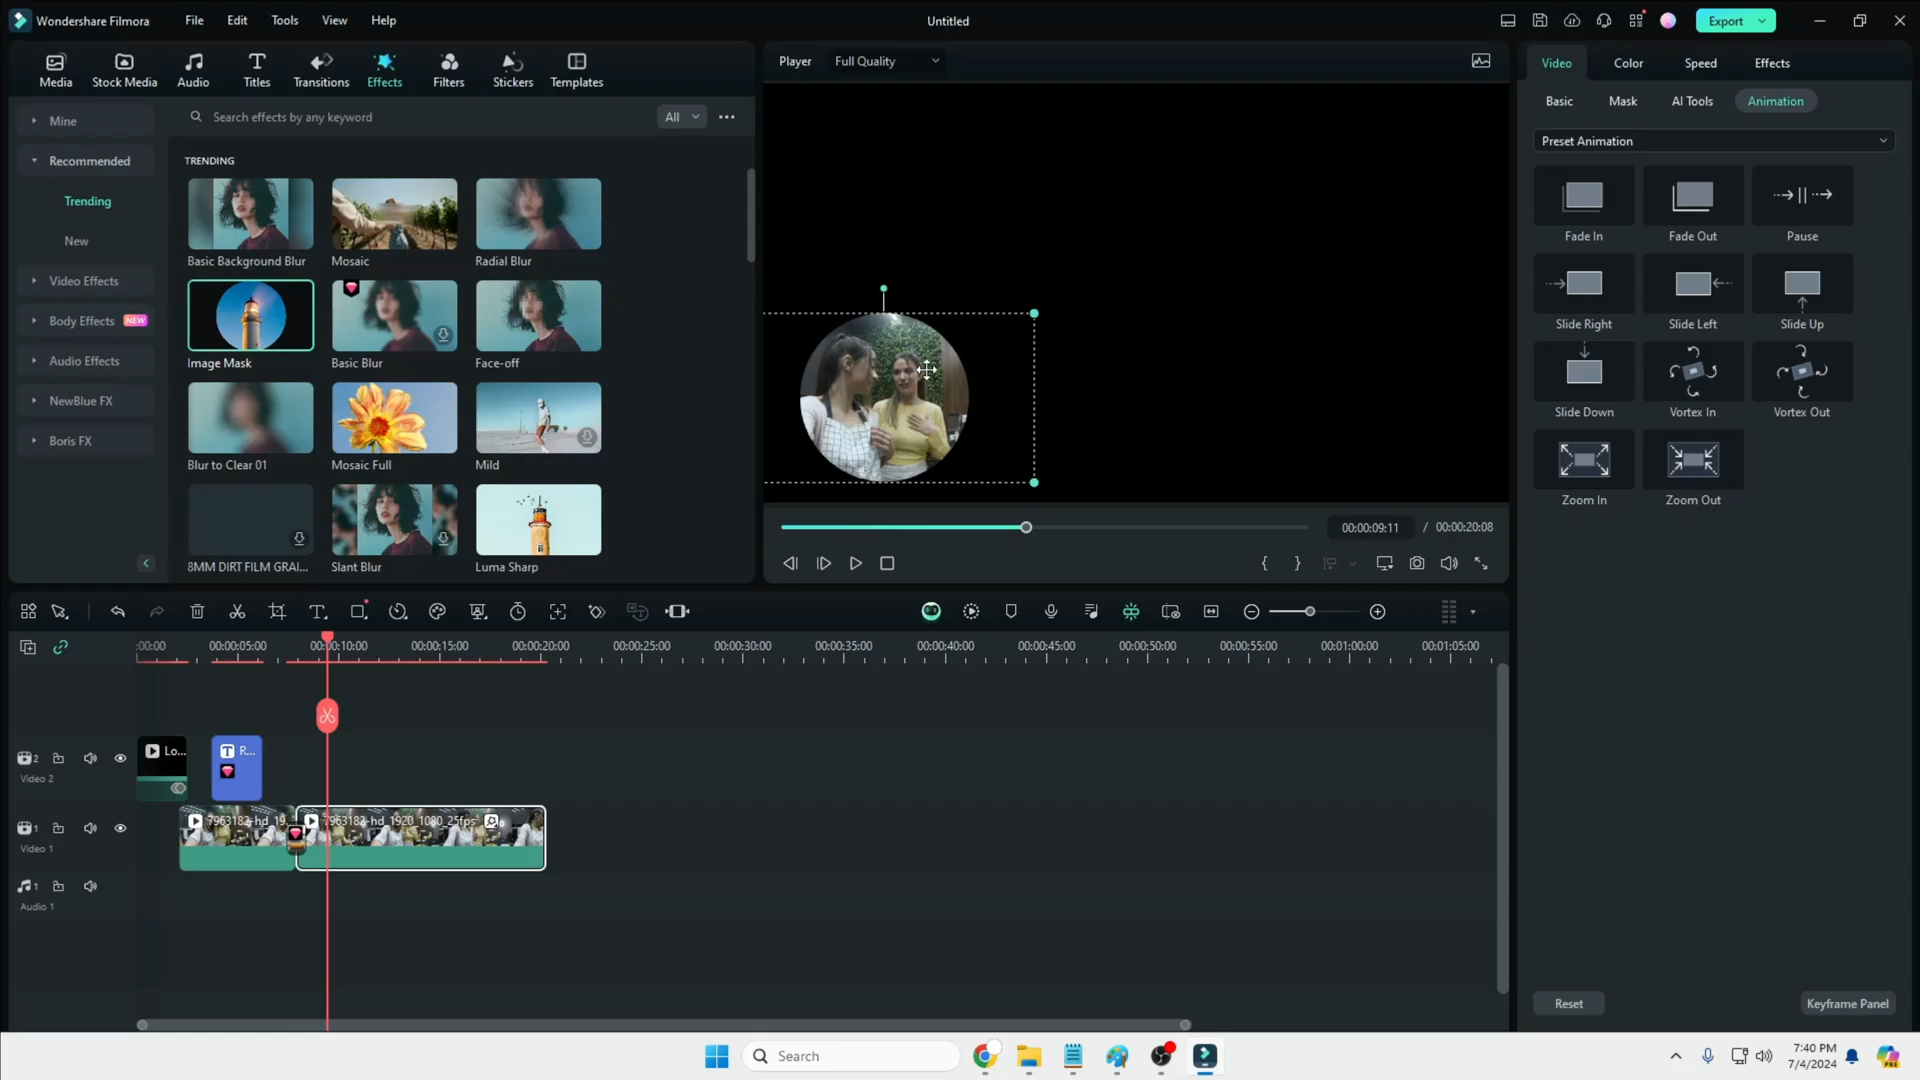 Wondershare Filmora
File
Edit
Tools
View
Help
Untitled
Export
Media
Stock Media
Audio
Titles
Transitions
Effects
Filters
Stickers
Templates
Player
Full Quality
Video
Color
Speed
Effects
Basic
Mask
AI Tools
Animation
Mine
Recommended
Trending
New
Video Effects
Body Effects
NEW
Audio Effects
NewBlue FX
Boris FX
Search effects by any keyword
All
TRENDING
Basic Background Blur
Mosaic
Radial Blur
Image Mask
Basic Blur
Face-off
Blur to Clear 01
Mosaic Full
Mild
8MM DIRT FILM GRAI...
Slant Blur
Luma Sharp
00:00:09:11 / 00:00:20:08
Preset Animation
Fade In
Fade Out
Pause
Slide Right
Slide Left
Slide Up
Slide Down
Vortex In
Vortex Out
Zoom In
Zoom Out
Reset
Keyframe Panel
:00:00
00:00:05:00
00:00:10:00
00:00:15:00
00:00:20:00
00:00:25:00
00:00:30:00
00:00:35:00
00:00:40:00
00:00:45:00
00:00:50:00
00:00:55:00
00:01:00:00
00:01:05:00
2
Video 2
Lo...
R...
1
Video 1
7963182-hd_19...
7963182-hd_1920_1080_25fps
1
Audio 1
Search
7:40 PM
7/4/2024
PRE